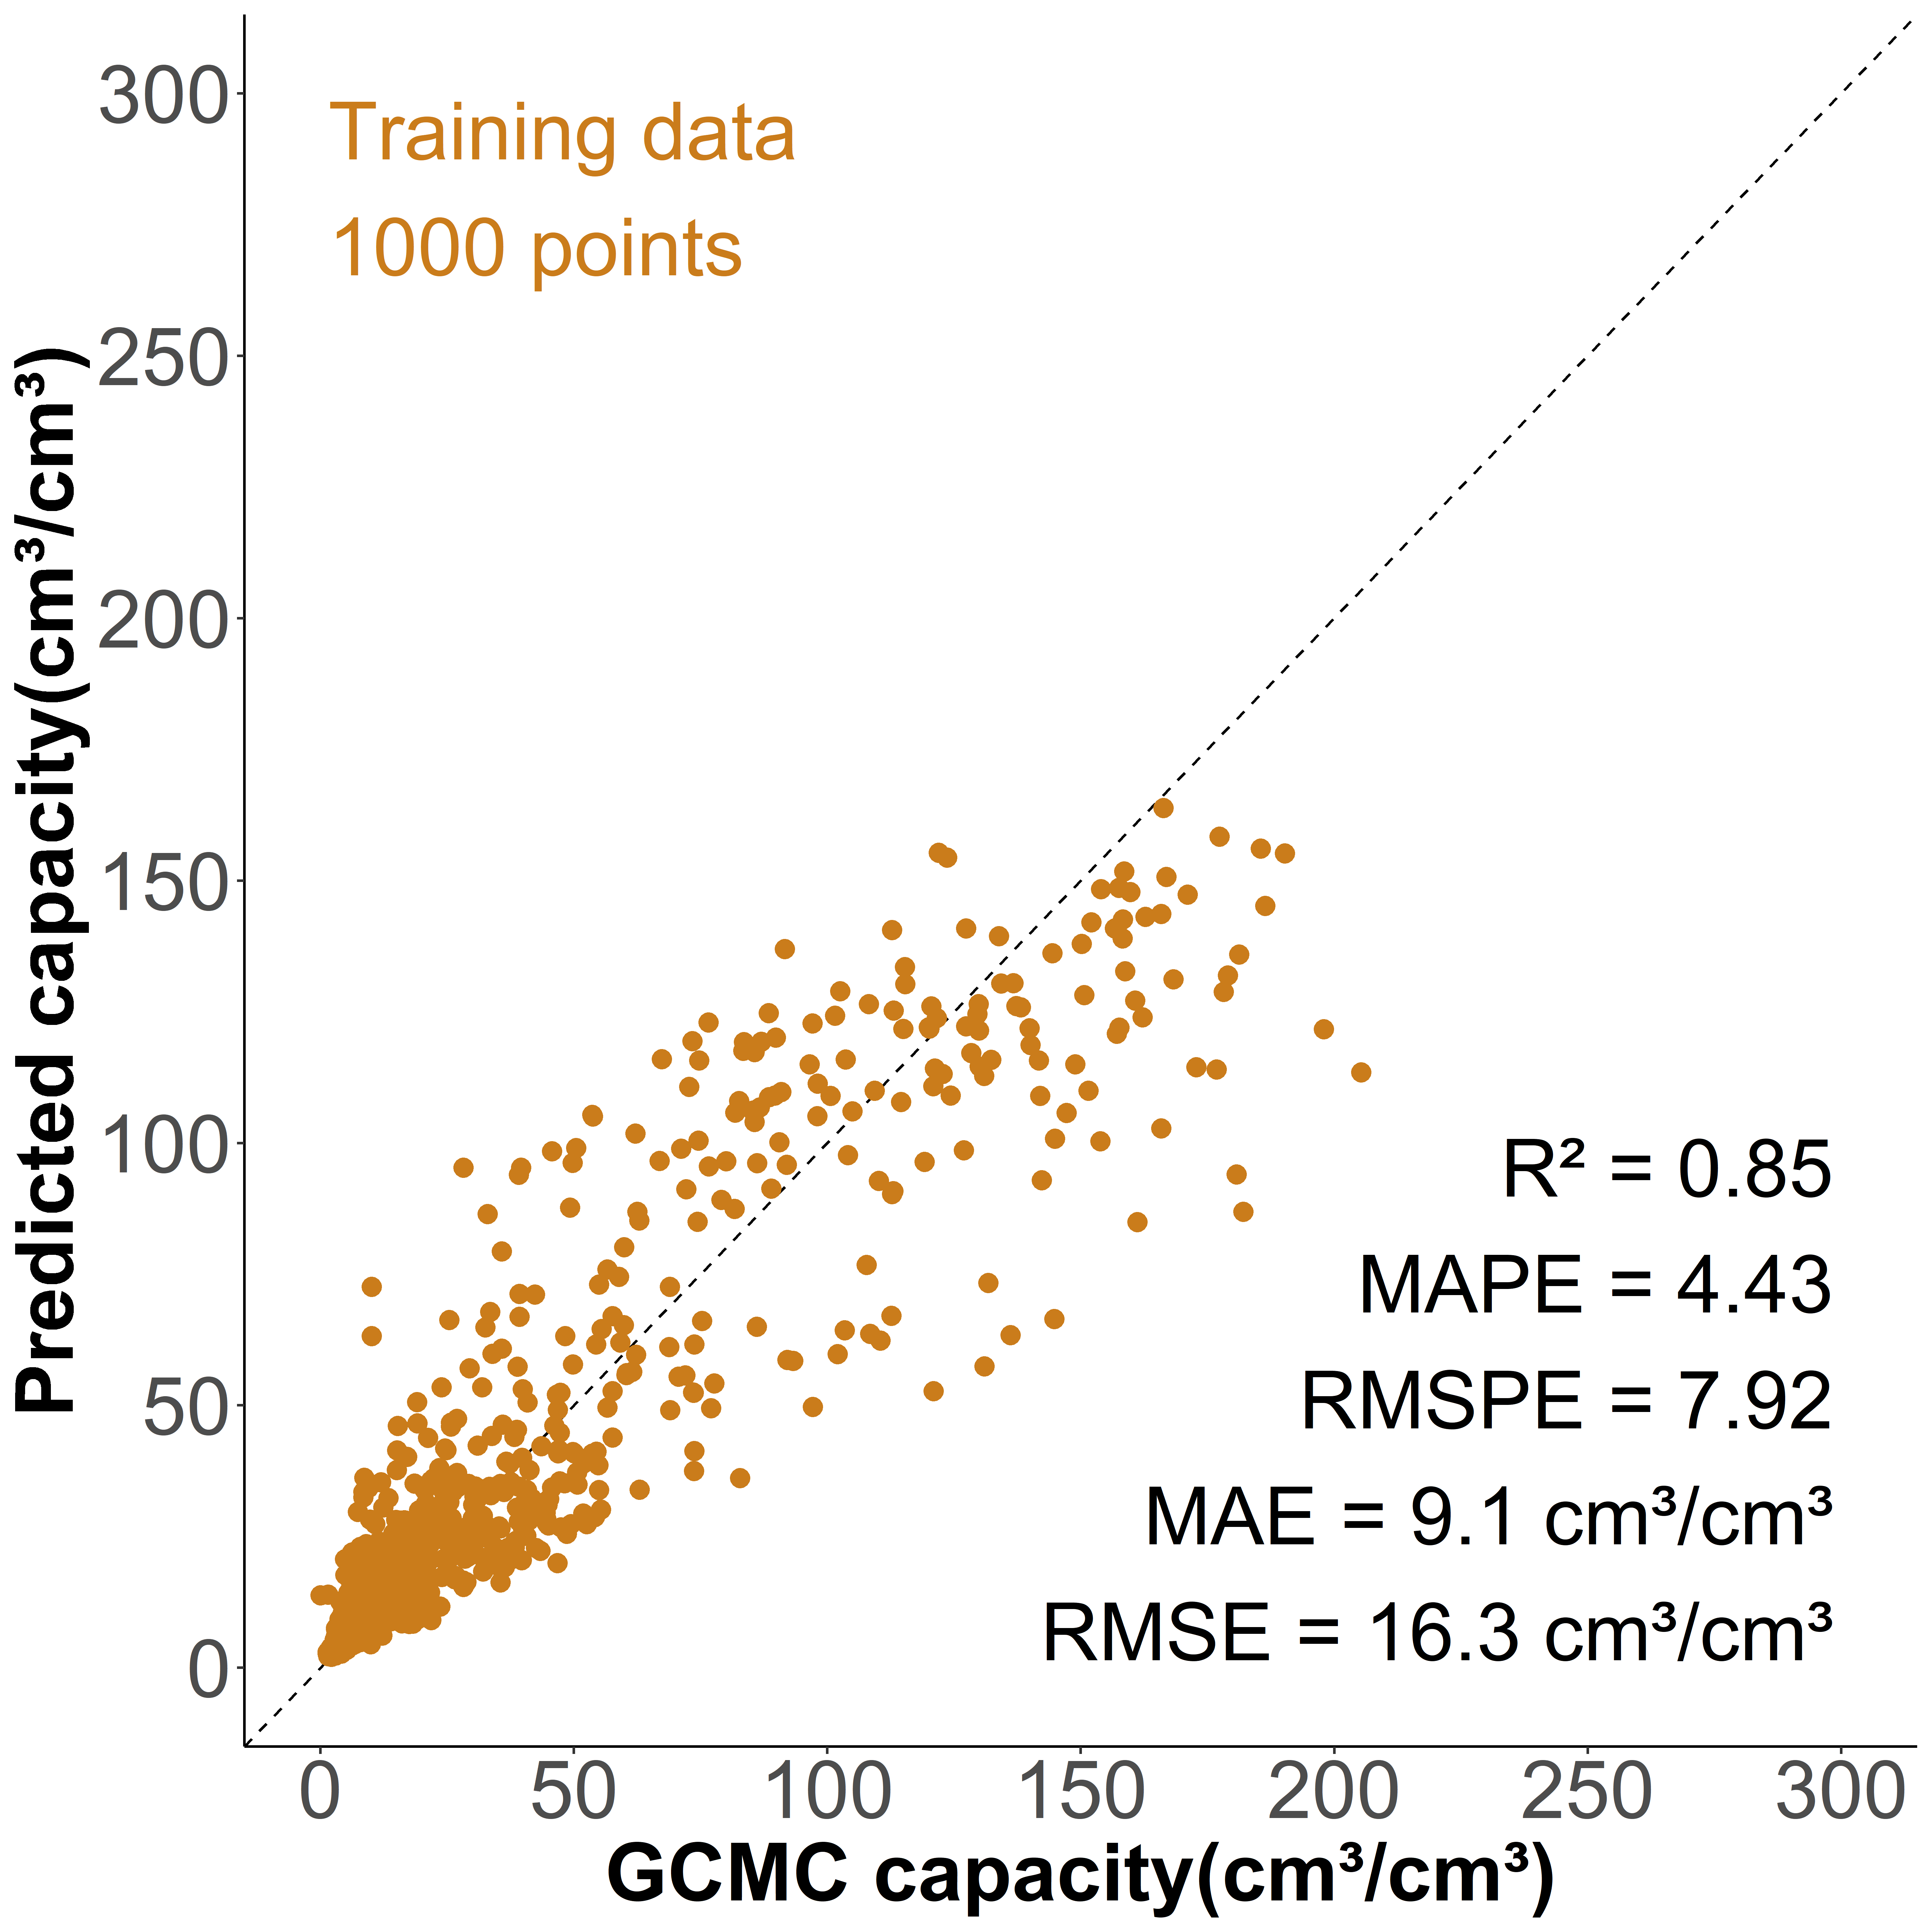 Training data
1000 points
300
250
200
150
100
50
0
Predicted capacity(cm³/cm³)
R² = 0.85
MAPE = 4.43
RMSPE = 7.92
MAE = 9.1 cm³/cm³
RMSE = 16.3 cm³/cm³
0 50 100 150 200 250 300
GCMC capacity(cm³/cm³)